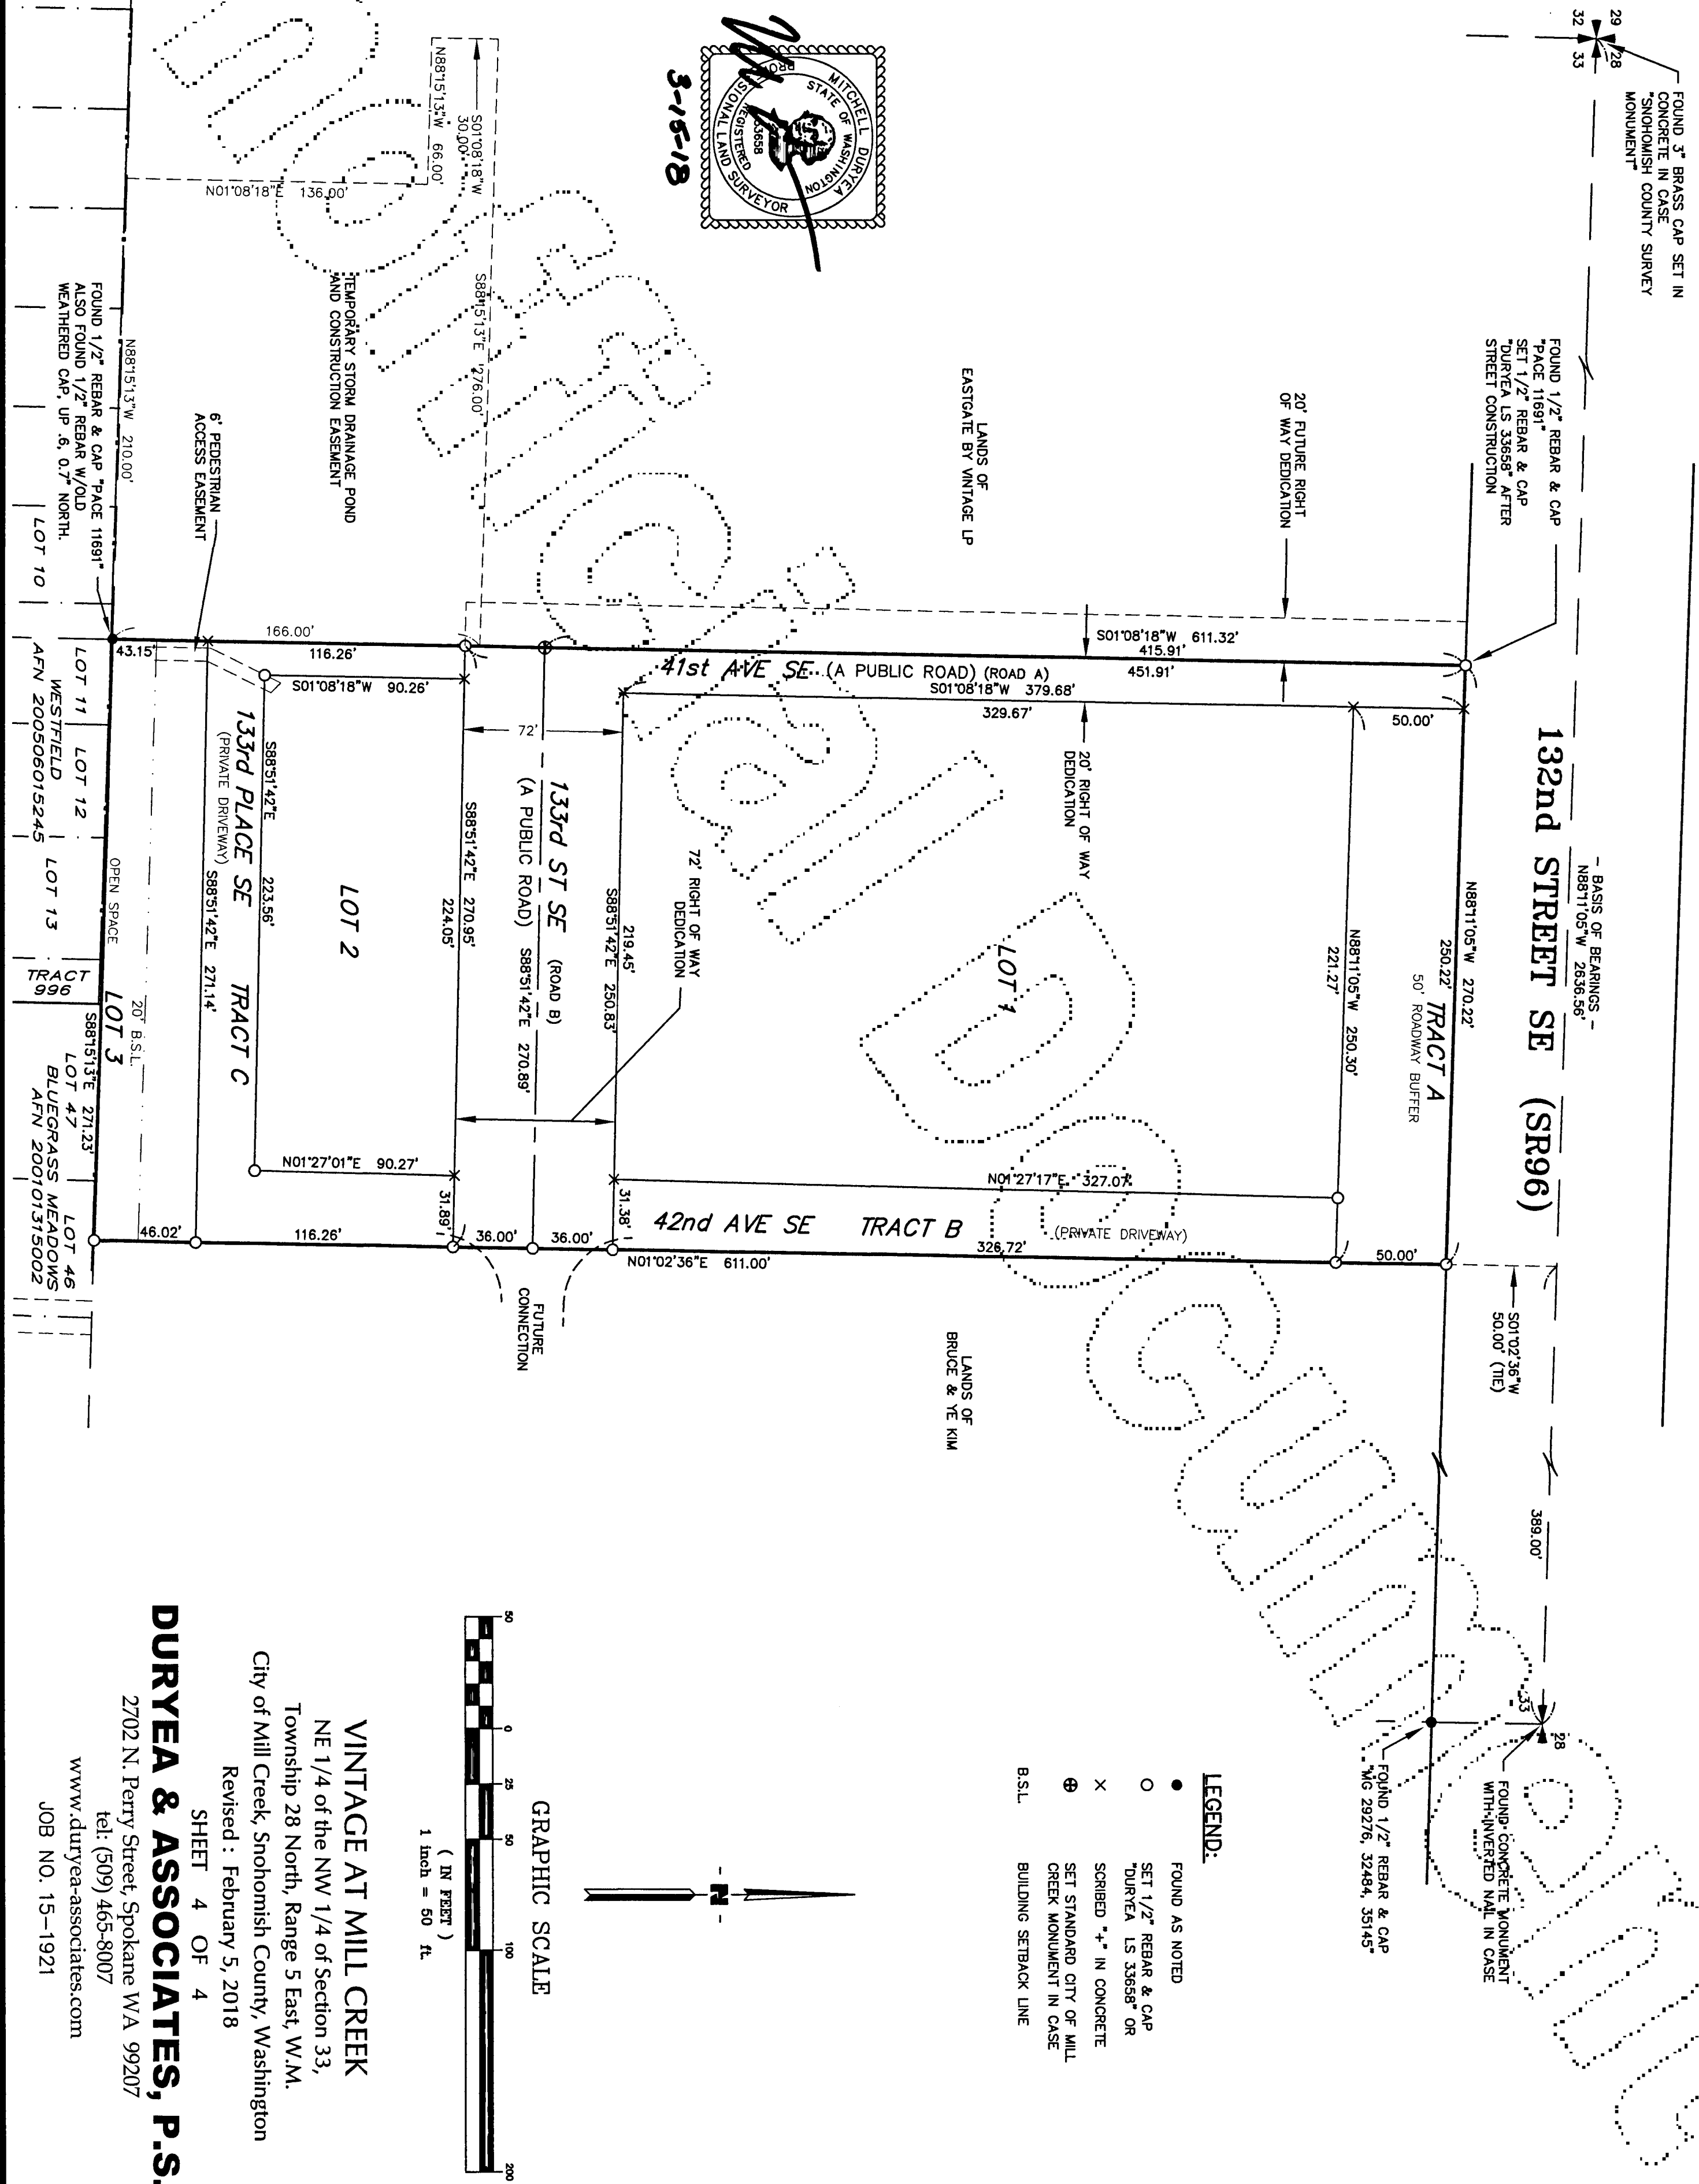 29
28
32
33
FOUND 3" BRASS CAP SET IN
CONCRETE IN CASE
"SNOHOMISH COUNTY SURVEY
MONUMENT"
FOUND 1/2" REBAR & CAP
"PACE 11691"
SET 1/2" REBAR & CAP
"DURYEA LS 33658" AFTER
STREET CONSTRUCTION
- BASIS OF BEARINGS -
N88°11'05"W 2636.56'
132nd STREET SE (SR96)
S01°02'36"W
50.00' (TIE)
389.00'
33
28
FOUND CONCRETE MONUMENT
WITH INVERTED NAIL IN CASE
FOUND 1/2" REBAR & CAP
"MG 29276, 32484, 35145"
N88°11'05"W 270.22'
250.22'
TRACT A
50' ROADWAY BUFFER
50.00'
50.00'
N88°11'05"W 250.30'
221.27'
20' FUTURE RIGHT
OF WAY DEDICATION
LANDS OF
EASTGATE BY VINTAGE LP
S01°08'18"W 611.32'
415.91'
451.91'
41st AVE SE (A PUBLIC ROAD) (ROAD A)
S01°08'18"W 379.68'
329.67'
20' RIGHT OF WAY
DEDICATION
LOT 1
N01°27'17"E 327.07'
42nd AVE SE TRACT B (PRIVATE DRIVEWAY)
326.72'
N01°02'36"E 611.00'
LANDS OF
BRUCE & YE KIM
72' RIGHT OF WAY
DEDICATION
219.45'
S88°51'42"E 250.83'
31.38'
133rd ST SE (ROAD B)
(A PUBLIC ROAD) S88°51'42"E 270.89'
72'
36.00'
36.00'
FUTURE
CONNECTION
S88°51'42"E 270.95'
224.05'
31.89'
MITCHELL DURYEA
STATE OF WASHINGTON
33658
REGISTERED
PROFESSIONAL LAND SURVEYOR
3-15-18
S01°08'18"W
30.00'
N88°15'13"W 66.00'
N01°08'18"E 136.00'
S88°15'13"E 276.00'
TEMPORARY STORM DRAINAGE POND
AND CONSTRUCTION EASEMENT
166.00'
116.26'
S01°08'18"W 90.26'
LOT 2
N01°27'01"E 90.27'
116.26'
S88°51'42"E 223.56'
133rd PLACE SE TRACT C
(PRIVATE DRIVEWAY)
S88°51'42"E 271.14'
6' PEDESTRIAN
ACCESS EASEMENT
43.15'
46.02'
20' B.S.L.
OPEN SPACE
LOT 3
N88°15'13"W 210.00'
S88°15'13"E 271.23'
FOUND 1/2" REBAR & CAP "PACE 11691"
ALSO FOUND 1/2" REBAR W/OLD
WEATHERED CAP, UP .6, 0.7' NORTH.
LOT 10
LOT 11
LOT 12
LOT 13
WESTFIELD
AFN 200506015245
TRACT
996
LOT 47
LOT 46
BLUEGRASS MEADOWS
AFN 200101315002
LEGEND:
FOUND AS NOTED
SET 1/2" REBAR & CAP
"DURYEA LS 33658" OR
SCRIBED "+" IN CONCRETE
SET STANDARD CITY OF MILL
CREEK MONUMENT IN CASE
B.S.L. BUILDING SETBACK LINE
- N -
GRAPHIC SCALE
50 0 25 50 100 200
( IN FEET )
1 inch = 50 ft.
VINTAGE AT MILL CREEK
NE 1/4 of the NW 1/4 of Section 33,
Township 28 North, Range 5 East, W.M.
City of Mill Creek, Snohomish County, Washington
Revised : February 5, 2018
SHEET 4 OF 4
DURYEA & ASSOCIATES, P.S.
2702 N. Perry Street, Spokane WA 99207
tel: (509) 465-8007
www.duryea-associates.com
JOB NO. 15-1921
Unofficial Document